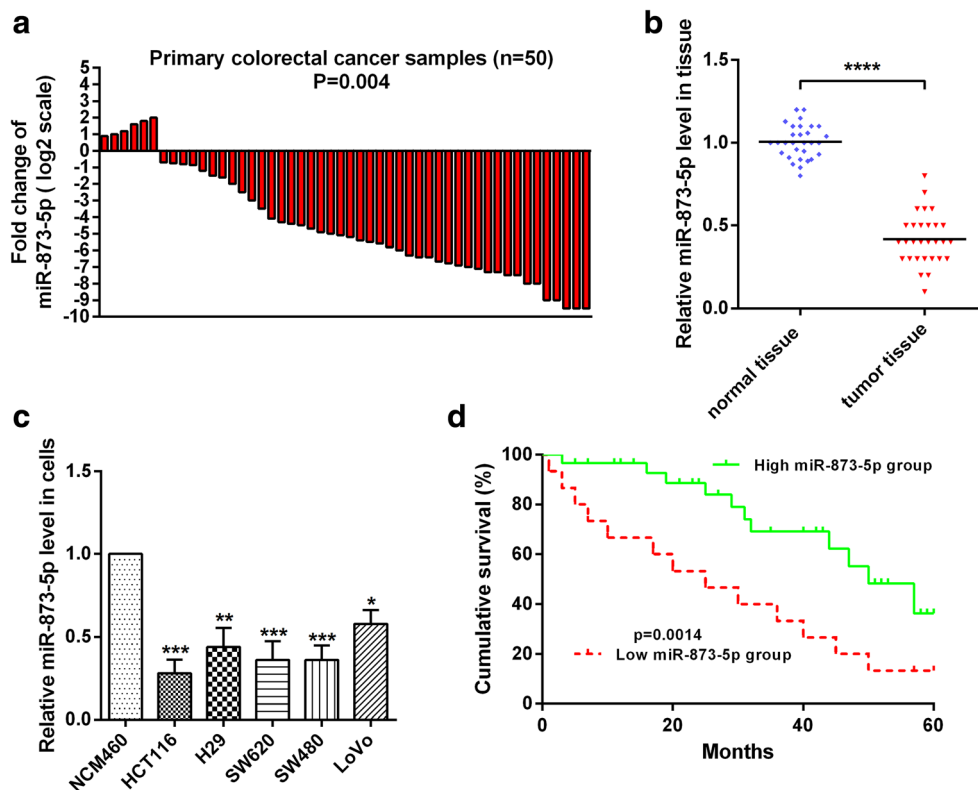 a
Primary colorectal cancer samples (n=50)
P=0.004
Fold change of
miR-873-5p ( log2 scale)
5
4
3
2
1
0
-1
-2
-3
-4
-5
-6
-7
-8
-9
-10
b
Relative miR-873-5p level in tissue
1.5
1.0
0.5
0.0
****
normal tissue
tumor tissue
c
Relative miR-873-5p level in cells
1.5
1.0
0.5
0.0
***
**
***
***
*
NCM460
HCT116
H29
SW620
SW480
LoVo
d
Cumulative survival (%)
100
80
60
40
20
0
High miR-873-5p group
p=0.0014
Low miR-873-5p group
0
20
40
60
Months